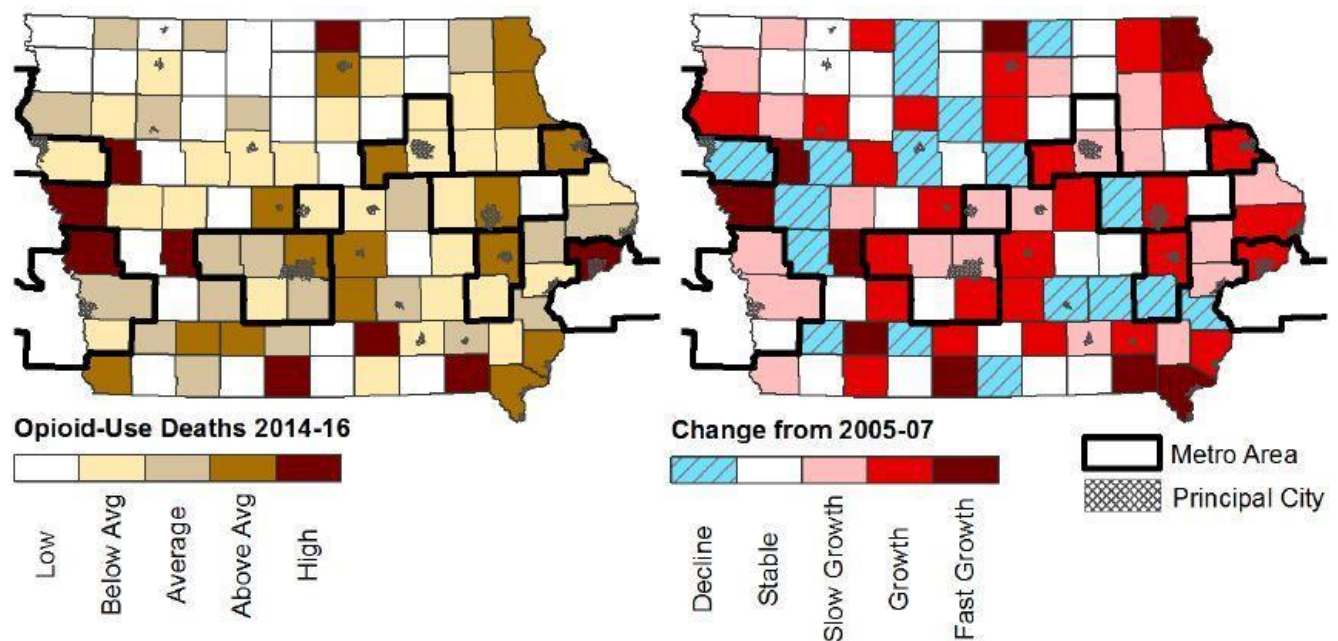 Opioid-Use Deaths 2014-16
Low
Below Avg
Average
Above Avg
High
Change from 2005-07
Decline
Stable
Slow Growth
Growth
Fast Growth
Metro Area
Principal City